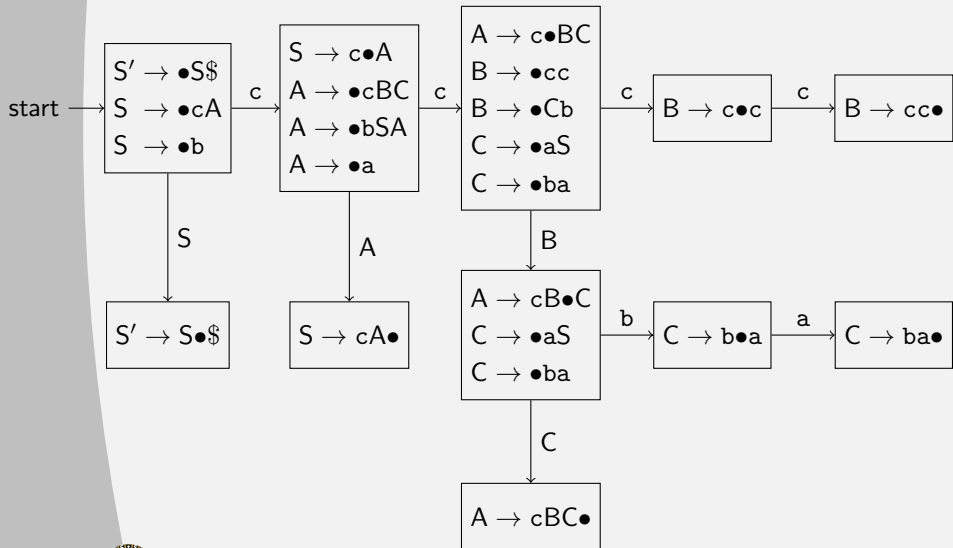 start
S′ → •S$
S → •cA
S → •b
c
S → c•A
A → •cBC
A → •bSA
A → •a
c
A → c•BC
B → •cc
B → •Cb
C → •aS
C → •ba
c
B → c•c
c
B → cc•
S
A
B
S′ → S•$
S → cA•
A → cB•C
C → •aS
C → •ba
b
C → b•a
a
C → ba•
C
A → cBC•